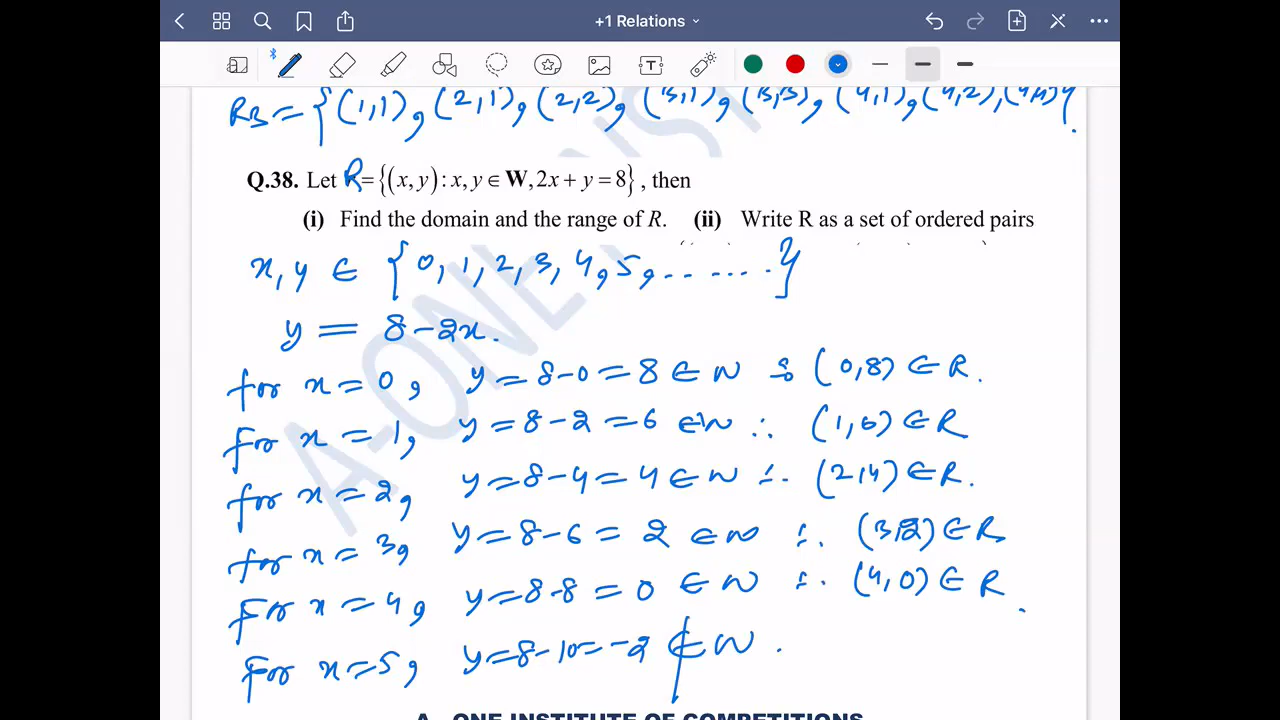 +1 Relations
RB = {(1,1), (2,1), (2,2), (3,1), (3,3), (4,1), (4,2), (4,4)}.
Q.38. Let R = {(x, y) : x, y ∈ W, 2x + y = 8}, then
(i) Find the domain and the range of R. (ii) Write R as a set of ordered pairs
x, y ∈ {0, 1, 2, 3, 4, 5, ........}
y = 8 - 2x.
for x = 0, y = 8 - 0 = 8 ∈ W ∴ (0,8) ∈ R.
For x = 1, y = 8 - 2 = 6 ∈ W ∴ (1,6) ∈ R
for x = 2, y = 8 - 4 = 4 ∈ W ∴ (2,4) ∈ R.
for x = 3, y = 8 - 6 = 2 ∈ W ∴ (3,2) ∈ R
For x = 4, y = 8 - 8 = 0 ∈ W ∴ (4,0) ∈ R.
For x = 5, y = 8 - 10 = -2 ∉ W.
A - ONE INSTITUTE OF COMPETITIONS